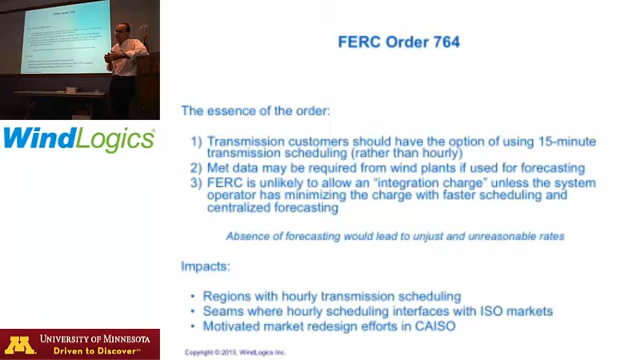 FERC Order 764
The essence of the order:
1) Transmission customers should have the option of using 15-minute
transmission scheduling (rather than hourly)
2) Met data may be required from wind plants if used for forecasting
3) FERC is unlikely to allow an "integration charge" unless the system
operator has minimizing the charge with faster scheduling and
centralized forecasting
Absence of forecasting would lead to unjust and unreasonable rates
Impacts:
• Regions with hourly transmission scheduling
• Seams where hourly scheduling interfaces with ISO markets
• Motivated market redesign efforts in CAISO
Copyright © 2013, WindLogics Inc.
WindLogics®
M
UNIVERSITY OF MINNESOTA
Driven to Discover℠